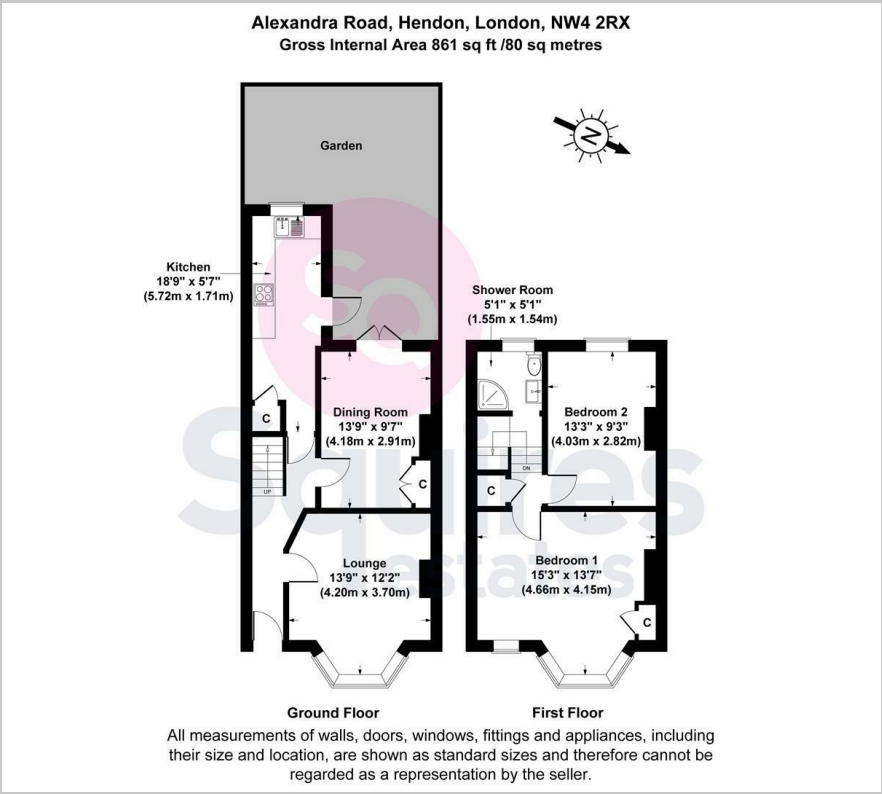 Alexandra Road, Hendon, London, NW4 2RX
Gross Internal Area 861 sq ft /80 sq metres
N
Garden
Kitchen
18'9" x 5'7"
(5.72m x 1.71m)
SQ
Shower Room
5'1" x 5'1"
(1.55m x 1.54m)
Dining Room
13'9" x 9'7"
(4.18m x 2.91m)
Bedroom 2
13'3" x 9'3"
(4.03m x 2.82m)
C
UP
C
DN
C
Squires
estates
Lounge
13'9" x 12'2"
(4.20m x 3.70m)
Bedroom 1
15'3" x 13'7"
(4.66m x 4.15m)
C
Ground Floor
First Floor
All measurements of walls, doors, windows, fittings and appliances, including
their size and location, are shown as standard sizes and therefore cannot be
regarded as a representation by the seller.